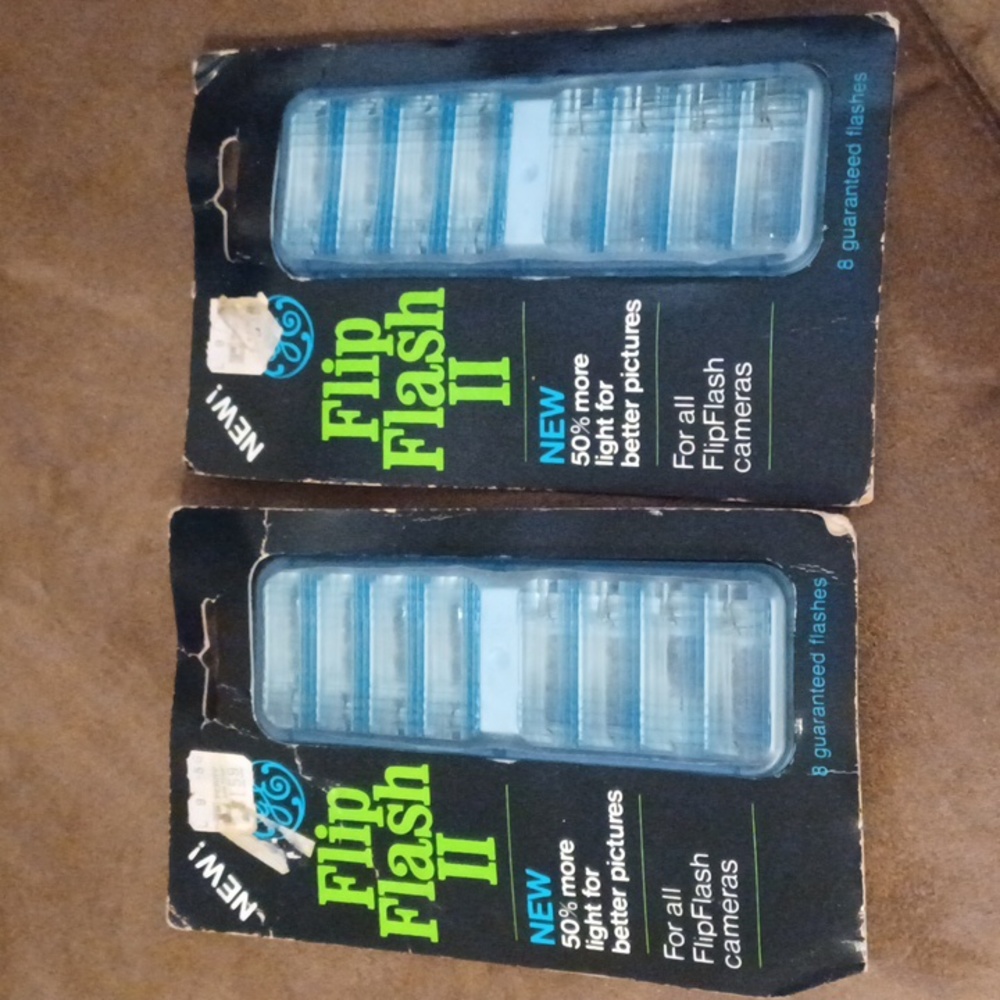 NEW!
Flip
Flash
II
NEW
50% more
light for
better pictures
For all
FlipFlash
cameras
8 guaranteed flashes
NEW!
Flip
Flash
II
NEW
50% more
light for
better pictures
For all
FlipFlash
cameras
8 guaranteed flashes